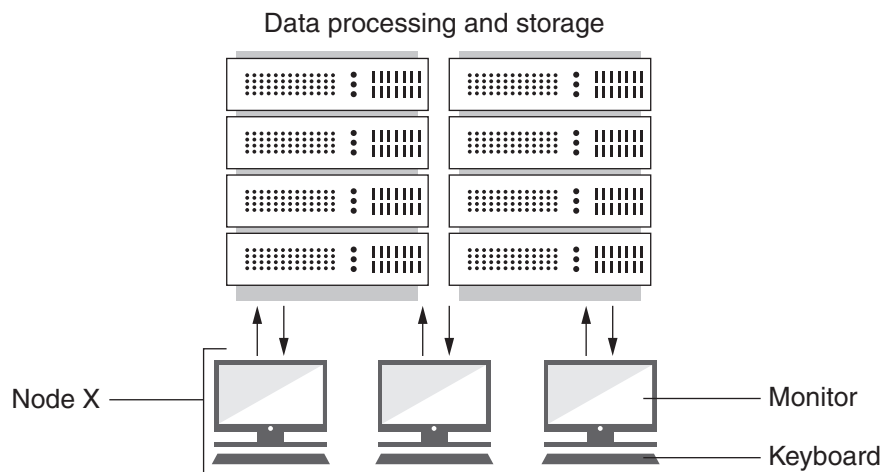 Data processing and storage
Node X
Monitor
Keyboard